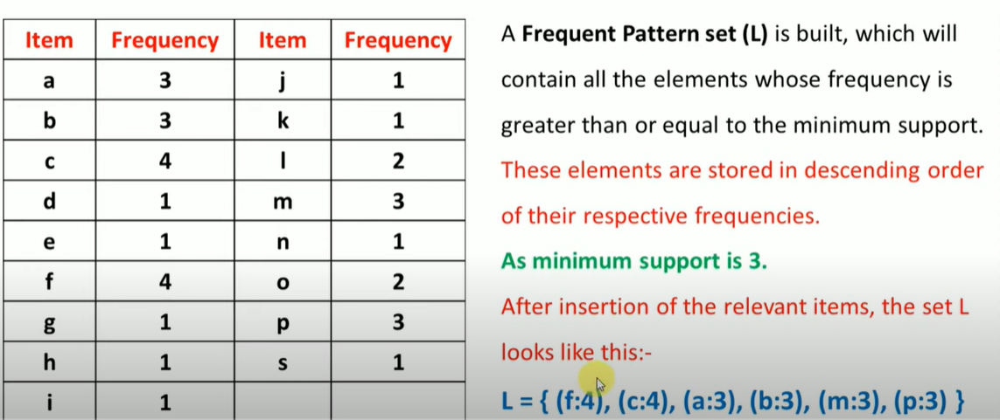 Item Frequency Item Frequency
a 3 j 1
b 3 k 1
c 4 l 2
d 1 m 3
e 1 n 1
f 4 o 2
g 1 p 3
h 1 s 1
i 1
A Frequent Pattern set (L) is built, which will
contain all the elements whose frequency is
greater than or equal to the minimum support.
These elements are stored in descending order
of their respective frequencies.
As minimum support is 3.
After insertion of the relevant items, the set L
looks like this:-
L = { (f:4), (c:4), (a:3), (b:3), (m:3), (p:3) }